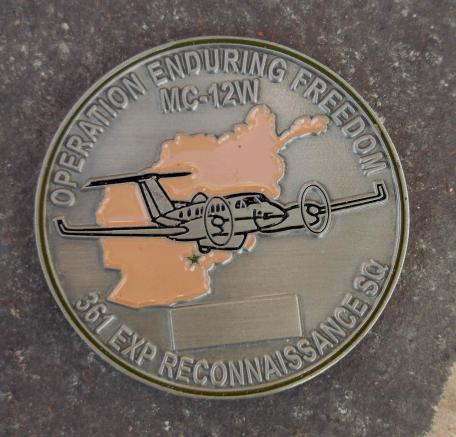 OPERATION ENDURING FREEDOM
MC-12W
361 EXP RECONNAISSANCE SQ